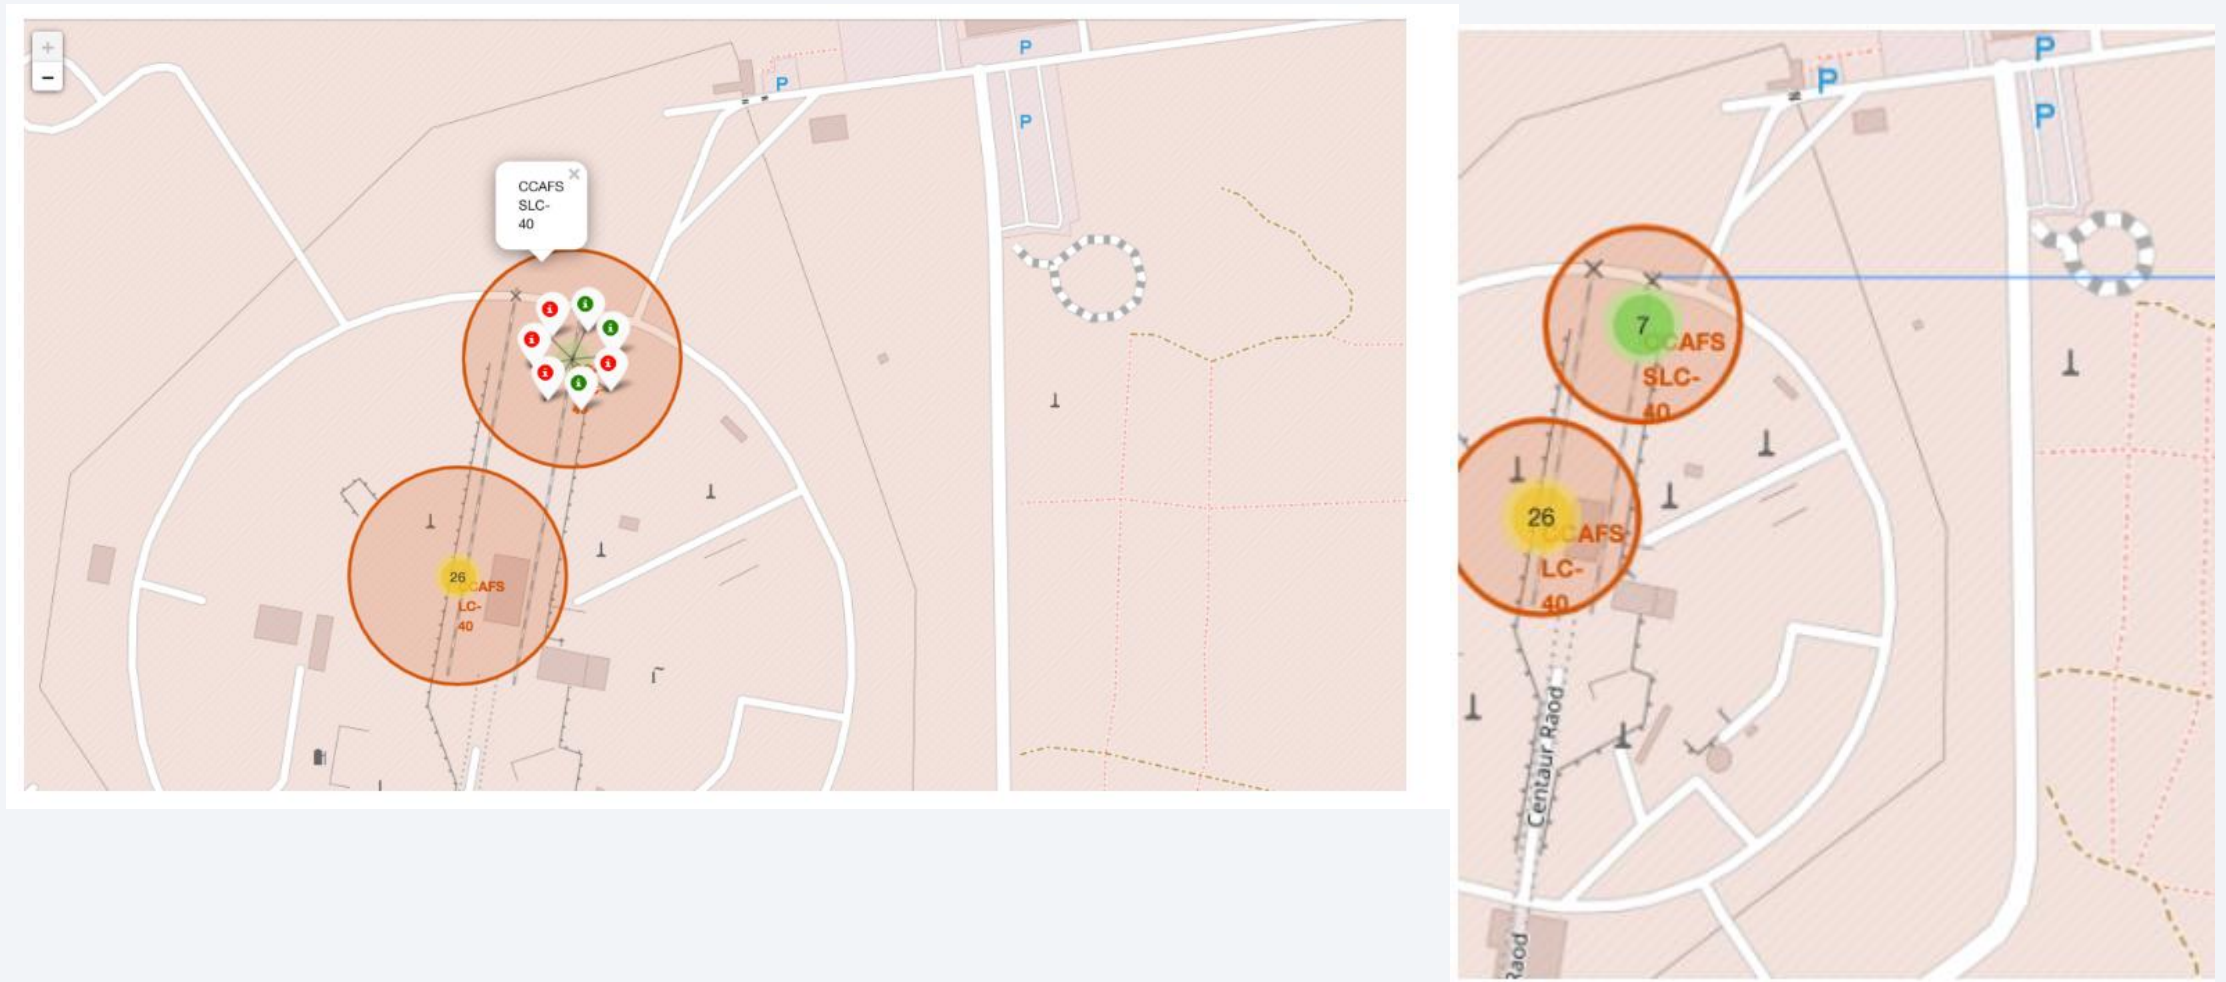 +
−
P
P
P
CCAFS
SLC-
40
×
26
CCAFS
LC-
40
P
P
P
7
CCAFS
SLC-
40
26
CCAFS
LC-
40
Centaur Raod
Raod